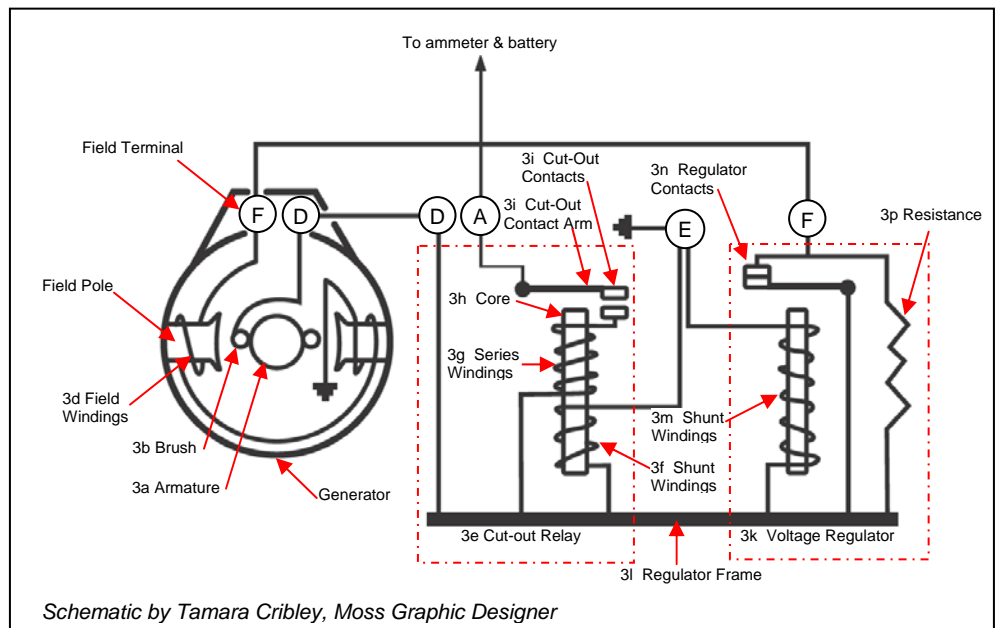 To ammeter & battery
Field Terminal
3i Cut-Out
Contacts
3n Regulator
Contacts
3i Cut-Out
Contact Arm
3p Resistance
F
D
D
A
E
F
Field Pole
3h Core
3g Series
Windings
3d Field
Windings
3m Shunt
Windings
3b Brush
3f Shunt
Windings
3a Armature
Generator
3e Cut-out Relay
3k Voltage Regulator
3l Regulator Frame
Schematic by Tamara Cribley, Moss Graphic Designer